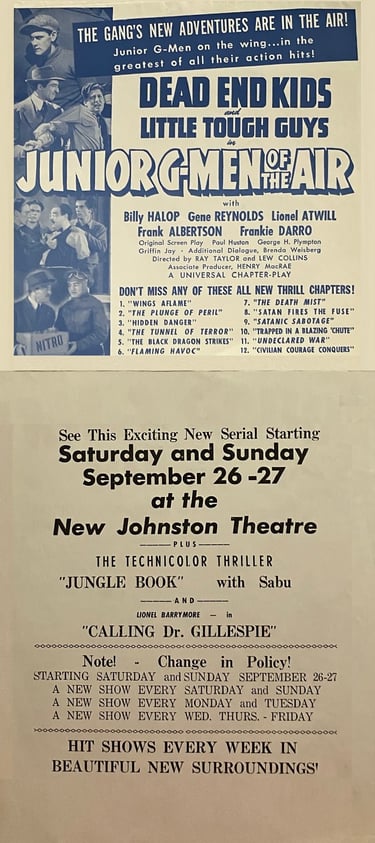 THE GANG'S NEW ADVENTURES ARE IN THE AIR!
Junior G-Men on the wing...in the
greatest of all their action hits!
DEAD END KIDS
and
LITTLE TOUGH GUYS
in
JUNIOR G-MEN OF THE AIR
with
Billy HALOP Gene REYNOLDS Lionel ATWILL
Frank ALBERTSON Frankie DARRO
Original Screen Play Paul Huston George H. Plympton
Griffin Jay - Additional Dialogue, Brenda Weisberg
Directed by RAY TAYLOR and LEW COLLINS
Associate Producer, HENRY MacRAE
A UNIVERSAL CHAPTER-PLAY
NITRO
DON'T MISS ANY OF THESE ALL NEW THRILL CHAPTERS!
1. "WINGS AFLAME"
2. "THE PLUNGE OF PERIL"
3. "HIDDEN DANGER"
4. "THE TUNNEL OF TERROR"
5. "THE BLACK DRAGON STRIKES"
6. "FLAMING HAVOC"
7. "THE DEATH MIST"
8. "SATAN FIRES THE FUSE"
9. "SATANIC SABOTAGE"
10. "TRAPPED IN A BLAZING 'CHUTE"
11. "UNDECLARED WAR"
12. "CIVILIAN COURAGE CONQUERS"
See This Exciting New Serial Starting
Saturday and Sunday
September 26 -27
at the
New Johnston Theatre
PLUS
THE TECHNICOLOR THRILLER
"JUNGLE BOOK" with Sabu
AND
LIONEL BARRYMORE — in
"CALLING Dr. GILLESPIE"
Note! - Change in Policy!
STARTING SATURDAY and SUNDAY SEPTEMBER 26-27
A NEW SHOW EVERY SATURDAY and SUNDAY
A NEW SHOW EVERY MONDAY and TUESDAY
A NEW SHOW EVERY WED. THURS. - FRIDAY
HIT SHOWS EVERY WEEK IN
BEAUTIFUL NEW SURROUNDINGS'